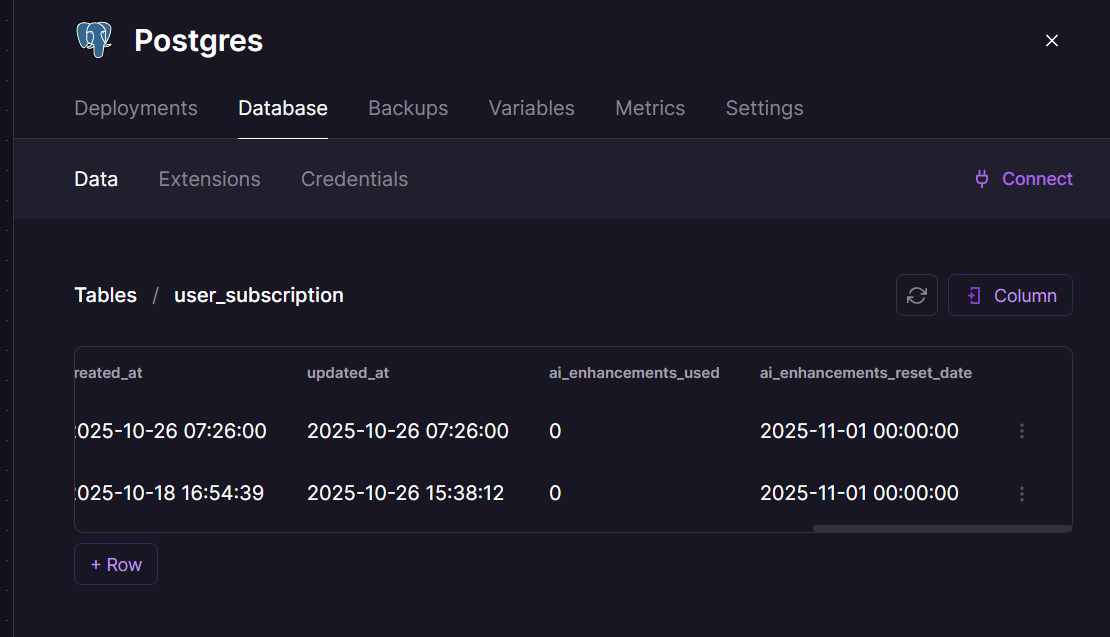 Postgres
Deployments Database Backups Variables Metrics Settings
Data Extensions Credentials Connect
Tables / user_subscription Column
reated_at updated_at ai_enhancements_used ai_enhancements_reset_date
2025-10-26 07:26:00 2025-10-26 07:26:00 0 2025-11-01 00:00:00
2025-10-18 16:54:39 2025-10-26 15:38:12 0 2025-11-01 00:00:00
+ Row